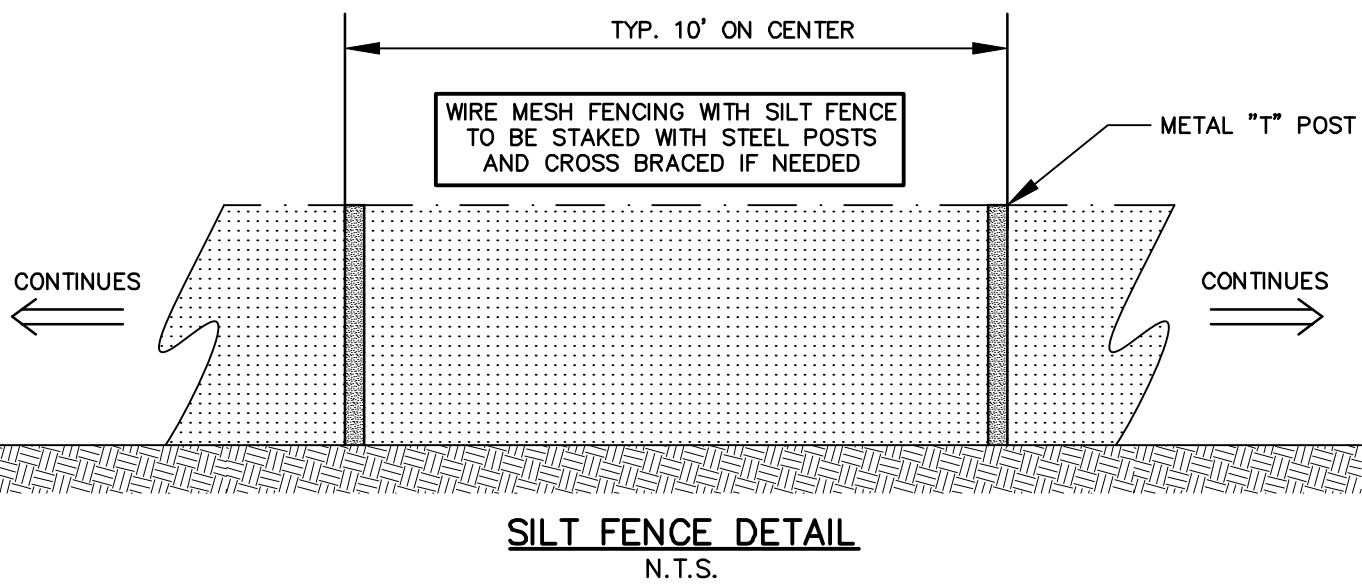 TYP. 10' ON CENTER
WIRE MESH FENCING WITH SILT FENCE
TO BE STAKED WITH STEEL POSTS
AND CROSS BRACED IF NEEDED
METAL "T" POST
CONTINUES
CONTINUES
SILT FENCE DETAIL
N.T.S.